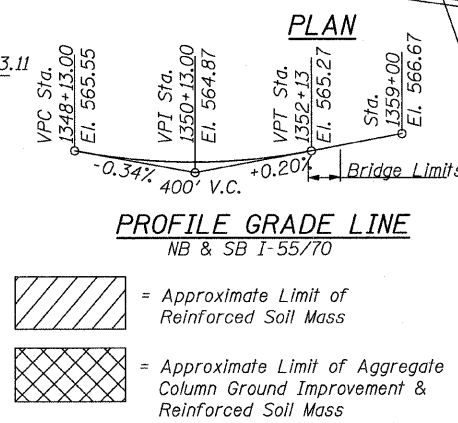 PLAN
3.11
VPC Sta.
1348+13.00
El. 565.55
VPI Sta.
1350+13.00
El. 564.87
VPT Sta.
1352+13
El. 565.27
Sta.
1359+00
El. 566.67
-0.34%
400' V.C.
+0.20%
Bridge Limits
PROFILE GRADE LINE
NB & SB I-55/70
= Approximate Limit of
Reinforced Soil Mass
= Approximate Limit of Aggregate
Column Ground Improvement &
Reinforced Soil Mass